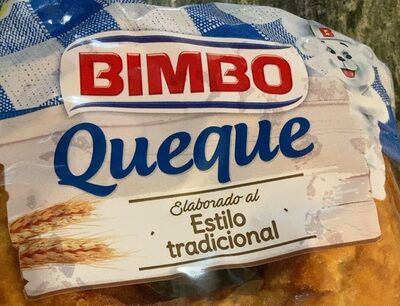 BIMBO
Queque
Elaborado al
Estilo
tradicional